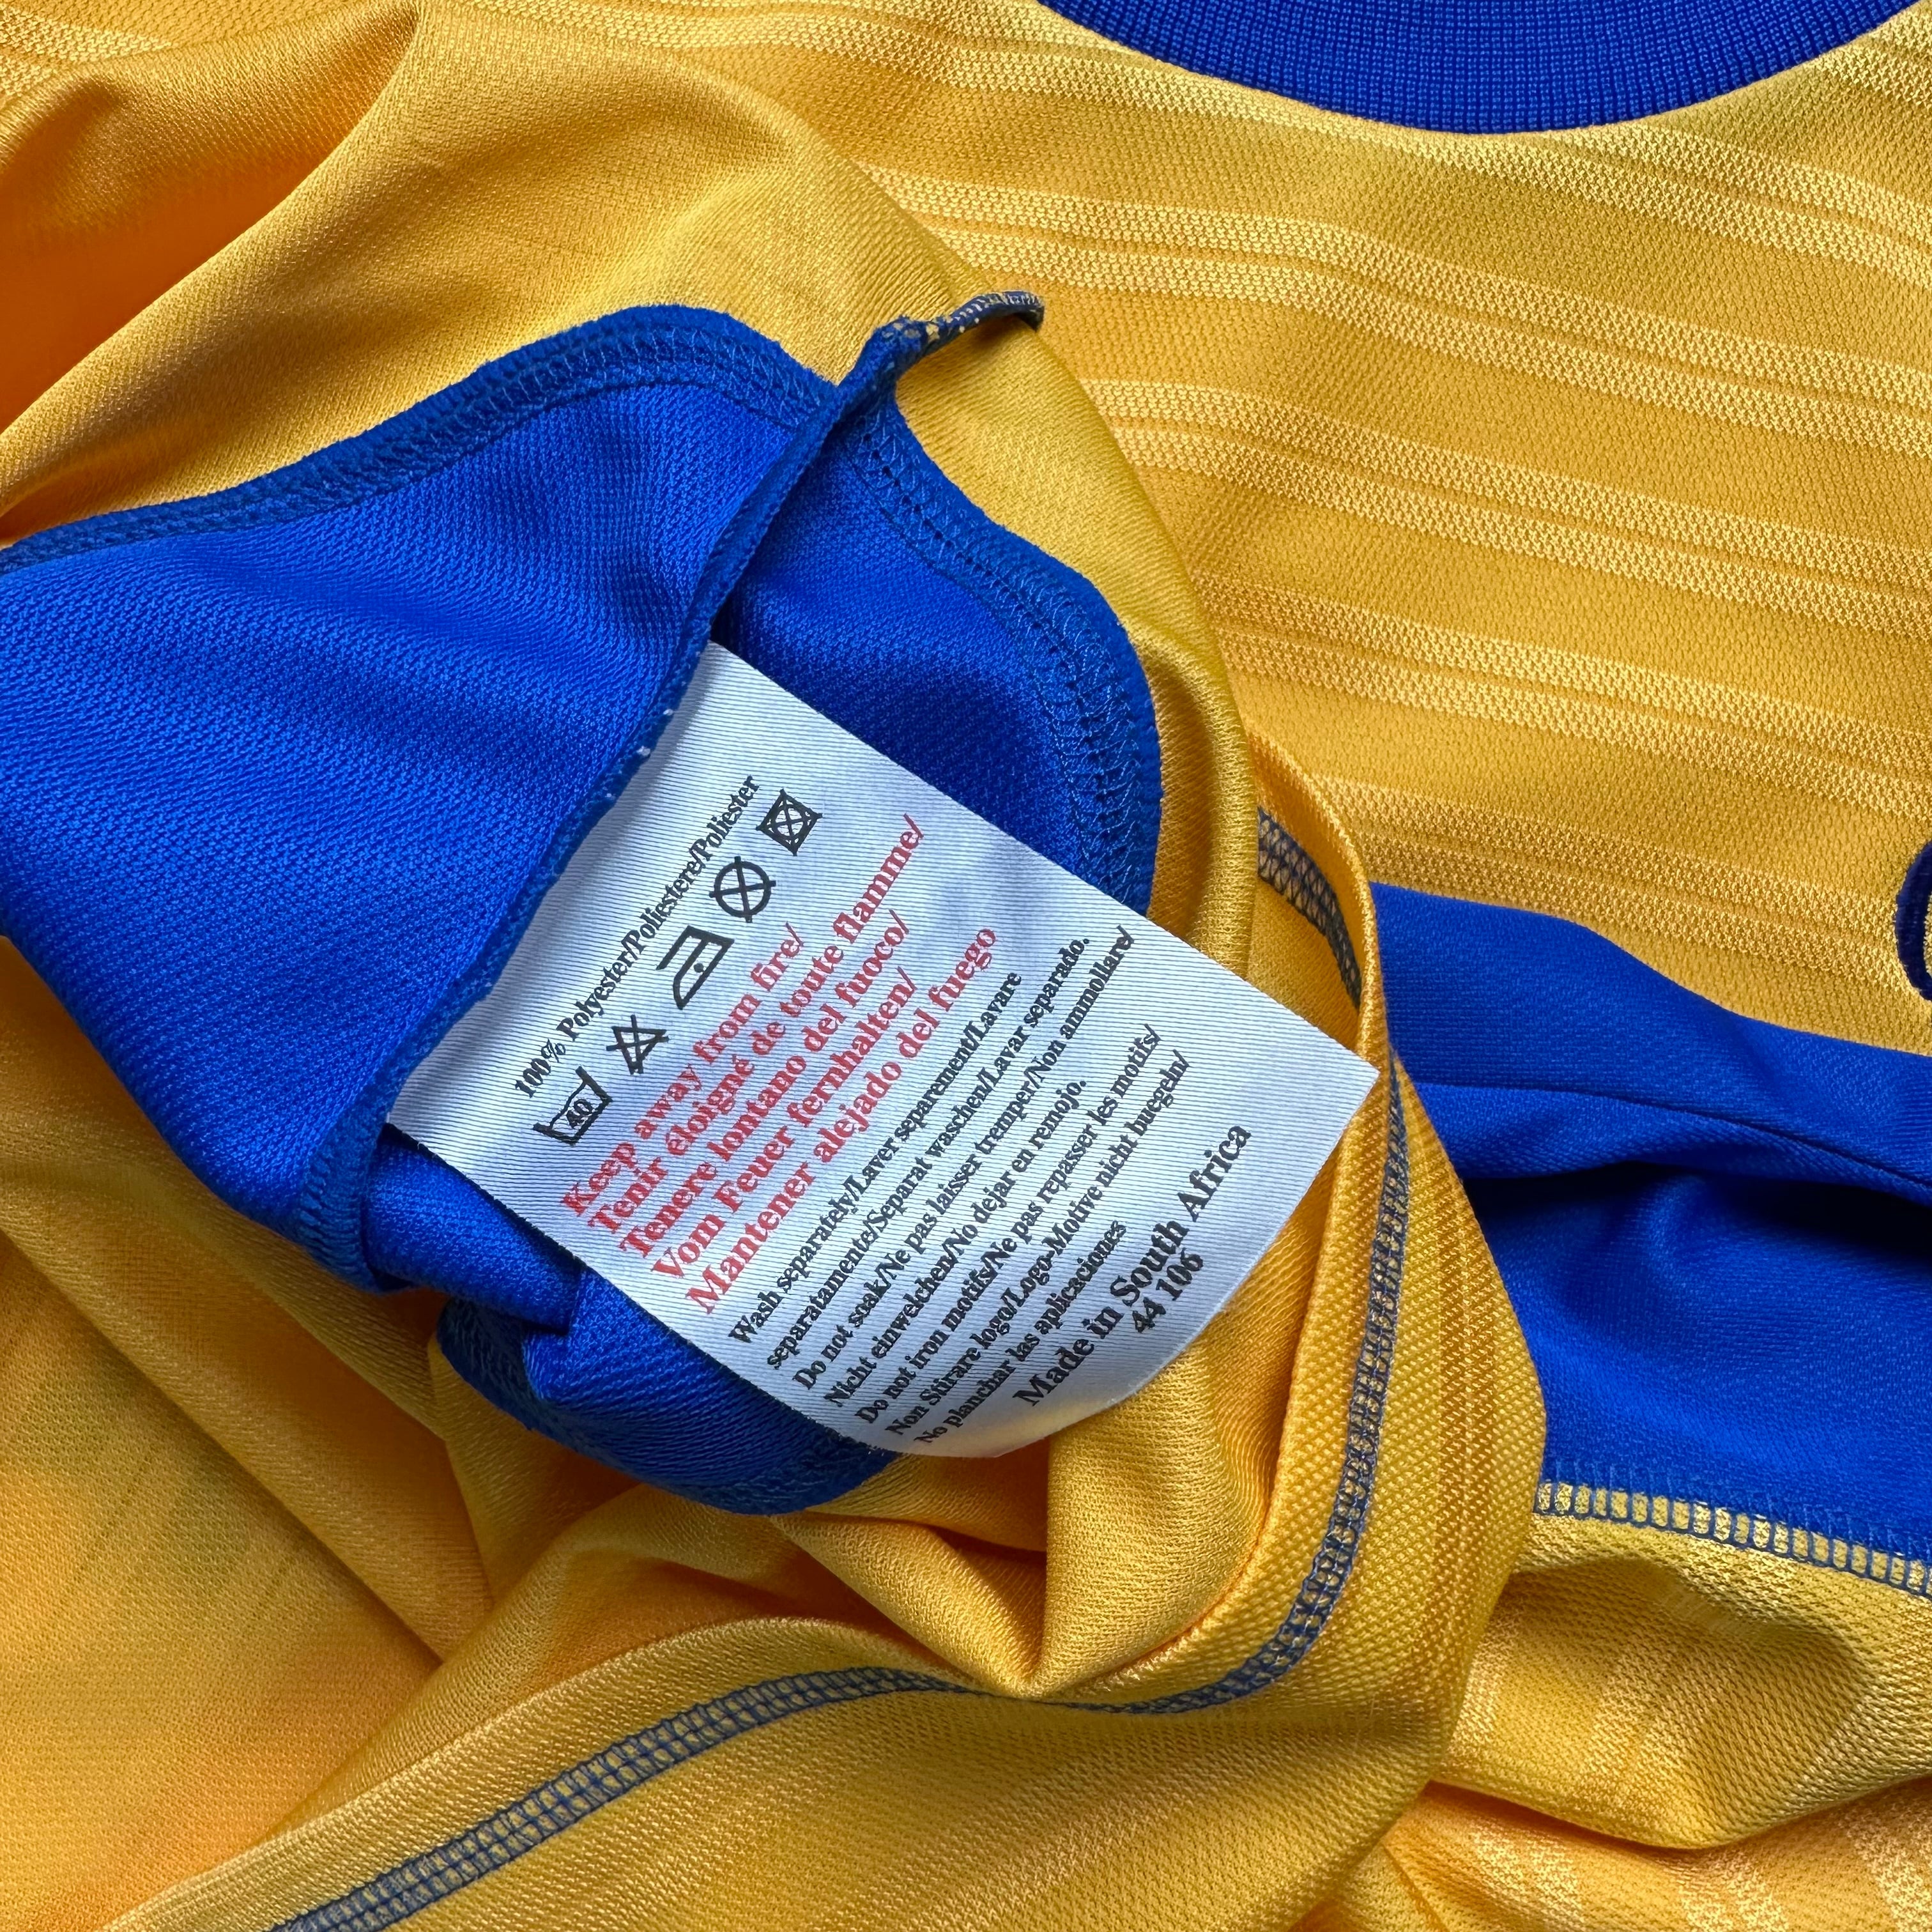 100% Polyester/Poliestere/Poliester
40
Keep away from fire/
Tenir éloigné de toute flamme/
Tenere lontano del fuoco/
Vom Feuer fernhalten/
Mantener alejado del fuego
Wash separately/Laver separement/Lavare
separatamente/Separat waschen/Lavar separado.
Do not soak/Ne pas laisser tremper/Non ammollare/
Nicht einwelchen/No dejar en remojo.
Do not iron motifs/Ne pas repasser les motifs/
Non Stirare logo/Logo-Motive nicht buegeln/
No planchar las aplicaciones
Made in South Africa
44 106